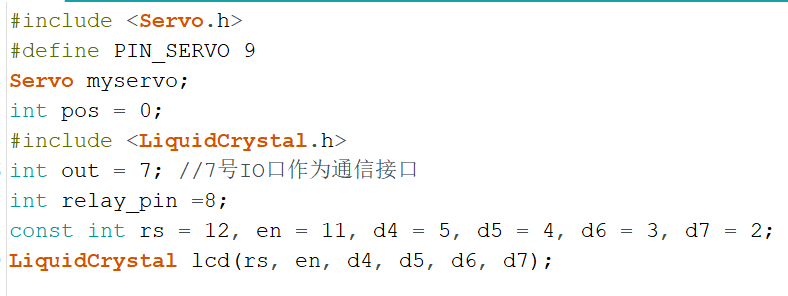 #include <Servo.h>
#define PIN_SERVO 9
Servo myservo;
int pos = 0;
#include <LiquidCrystal.h>
int out = 7; //7号IO口作为通信接口
int relay_pin =8;
const int rs = 12, en = 11, d4 = 5, d5 = 4, d6 = 3, d7 = 2;
LiquidCrystal lcd(rs, en, d4, d5, d6, d7);